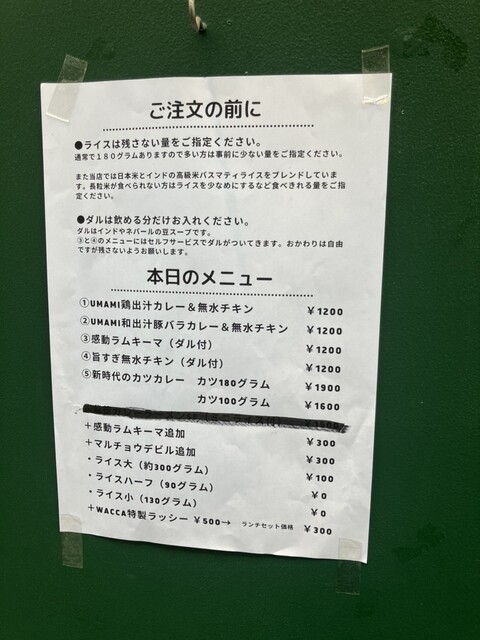 ご注文の前に
●ライスは残さない量をご指定ください。
通常で180グラムありますので多い方は事前に少ない量をご指定ください。
また当店では日本米とインドの高級米バスマティライスをブレンドしています。
長粒米が食べられない方はライスを少なめにするなど食べきれる量をご指
定ください。
●ダルは飲める分だけお入れください。
ダルはインドやネパールの豆スープです。
③と④のメニューにはセルフサービスでダルがついてきます。おかわりは自由
ですが残さないようお願いします。
本日のメニュー
①UMAMI鶏出汁カレー＆無水チキン ￥1200
②UMAMI和出汁豚バラカレー＆無水チキン ￥1200
③感動ラムキーマ（ダル付） ￥1200
④旨すぎ無水チキン（ダル付） ￥1200
⑤新時代のカツカレー カツ180グラム ￥1900
カツ100グラム ￥1600
＋感動ラムキーマ追加 ￥300
＋マルチョウデビル追加 ￥300
・ライス大（約300グラム） ￥100
・ライスハーフ（90グラム） ￥0
・ライス小（130グラム） ￥0
＋WACCA特製ラッシー ￥500→ ランチセット価格 ￥300